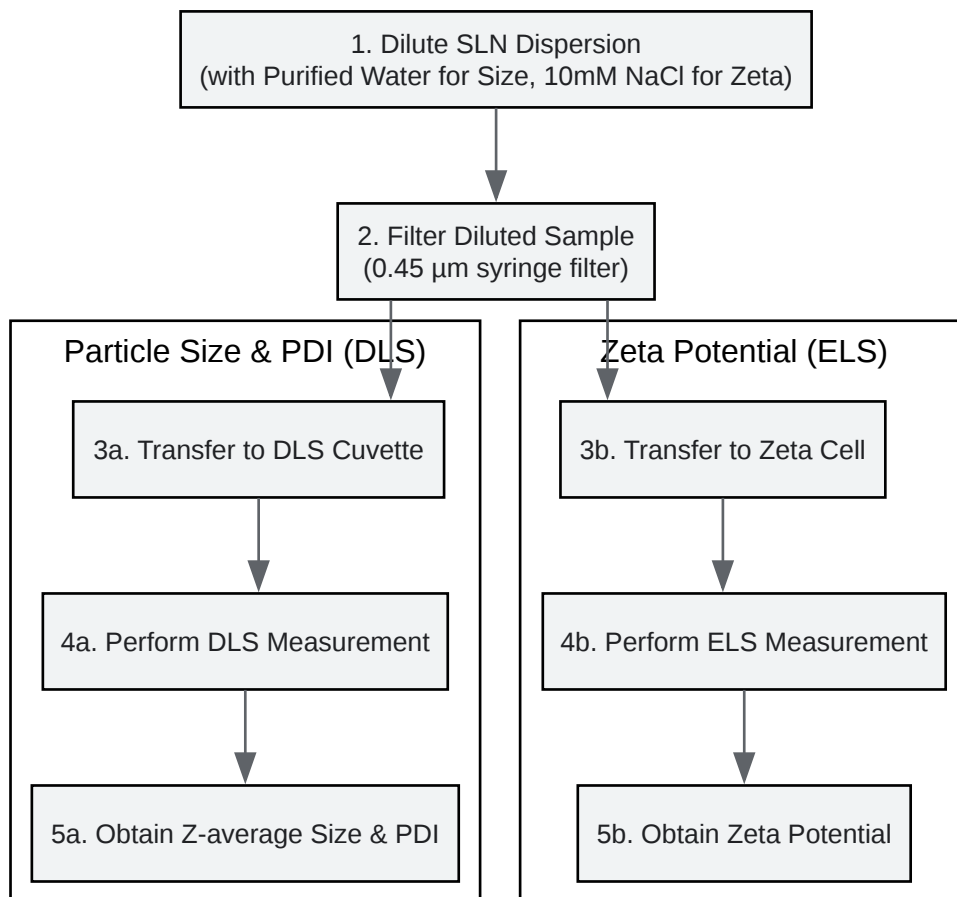 1. Dilute SLN Dispersion
(with Purified Water for Size, 10mM NaCl for Zeta)
2. Filter Diluted Sample
(0.45 µm syringe filter)
Particle Size & PDI (DLS)
3a. Transfer to DLS Cuvette
4a. Perform DLS Measurement
5a. Obtain Z-average Size & PDI
Zeta Potential (ELS)
3b. Transfer to Zeta Cell
4b. Perform ELS Measurement
5b. Obtain Zeta Potential